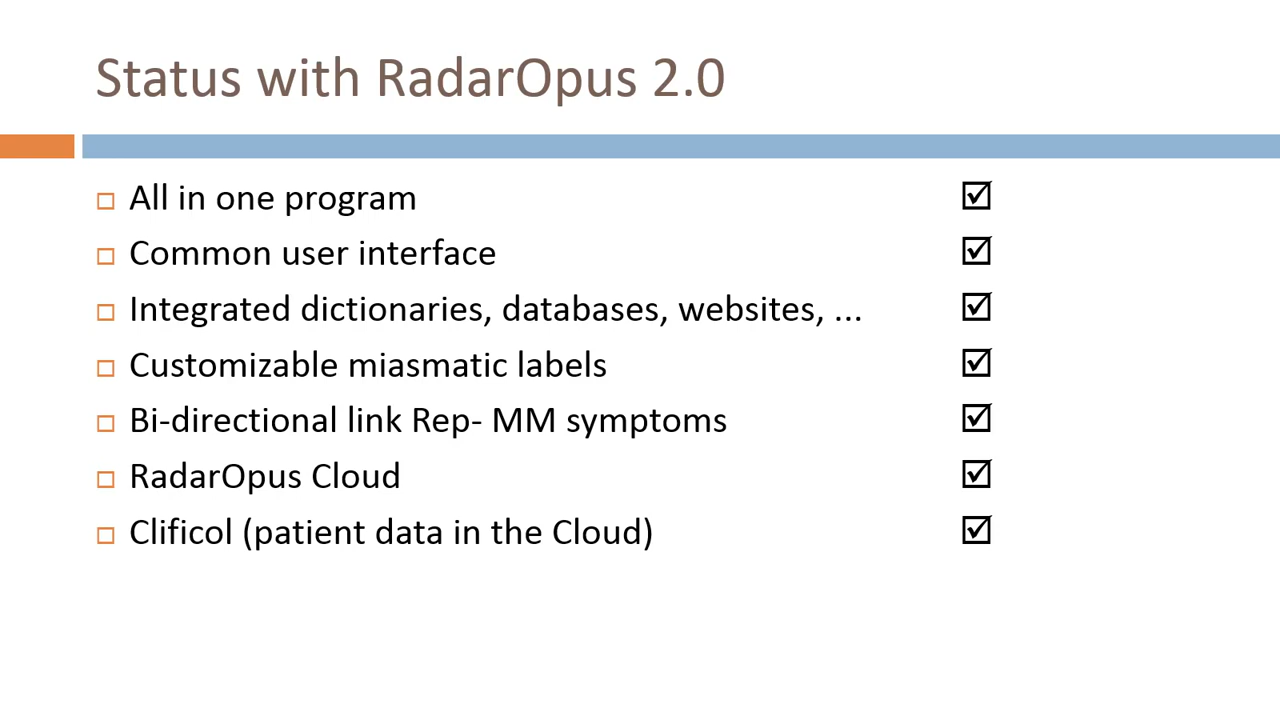 Status with RadarOpus 2.0
All in one program ☑
Common user interface ☑
Integrated dictionaries, databases, websites, ... ☑
Customizable miasmatic labels ☑
Bi-directional link Rep- MM symptoms ☑
RadarOpus Cloud ☑
Clificol (patient data in the Cloud) ☑